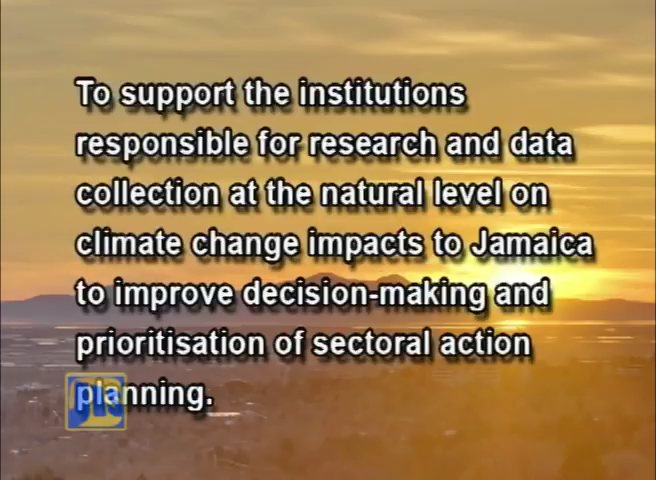 To support the institutions
responsible for research and data
collection at the natural level on
climate change impacts to Jamaica
to improve decision-making and
prioritisation of sectoral action
planning.